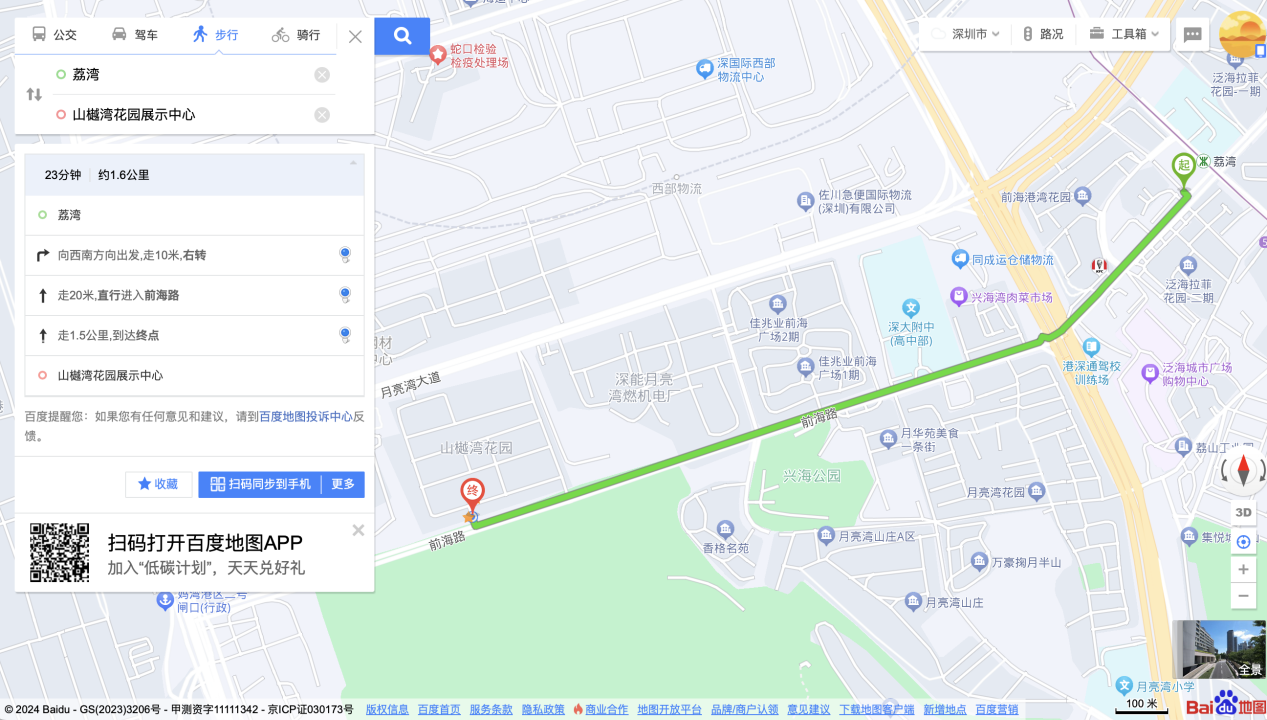 公交 驾车 步行 骑行
荔湾
山樾湾花园展示中心
23分钟 约1.6公里
荔湾
向西南方向出发,走10米,右转
走20米,直行进入前海路
走1.5公里,到达终点
山樾湾花园展示中心
百度提醒您：如果您有任何意见和建议，请到百度地图投诉中心反
馈。
收藏 扫码同步到手机 更多
扫码打开百度地图APP
加入“低碳计划”，天天兑好礼
深圳市 路况 工具箱
蛇口检验
检疫处理场
深国际西部
物流中心
泛海拉菲
花园-一期
起 荔湾
西部物流
佐川急便国际物流
(深圳)有限公司
前海港湾花园
同成运仓储物流
KFC
兴海湾肉菜市场
泛海拉菲
花园-二期
佳兆业前海
广场2期
深大附中
(高中部)
港深通驾校
训练场
泛海城市广场
购物中心
佳兆业前海
广场1期
月亮湾大道
深能月亮
湾燃机电厂
前海路
月华苑美食
一条街
山樾湾花园
兴海公园
月亮湾花园
终
前海路
香格名苑
月亮湾山庄A区
万豪掬月半山
月亮湾山庄
妈湾港区二号
闸口(行政)
3D
月亮湾小学
全景
100 米
Bai du 地图
© 2024 Baidu - GS(2023)3206号 - 甲测资字11111342 - 京ICP证030173号 版权信息 百度首页 服务条款 隐私政策 商业合作 地图开放平台 品牌/商户认领 意见建议 下载地图客户端 新增地点 百度营销